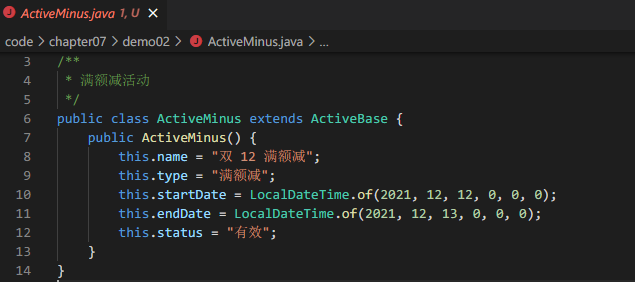 ActiveMinus.java 1, U
code > chapter07 > demo02 > ActiveMinus.java > ...
3 /**
4 * 满额减活动
5 */
6 public class ActiveMinus extends ActiveBase {
7 public ActiveMinus() {
8 this.name = "双 12 满额减";
9 this.type = "满额减";
10 this.startDate = LocalDateTime.of(2021, 12, 12, 0, 0, 0);
11 this.endDate = LocalDateTime.of(2021, 12, 13, 0, 0, 0);
12 this.status = "有效";
13 }
14 }